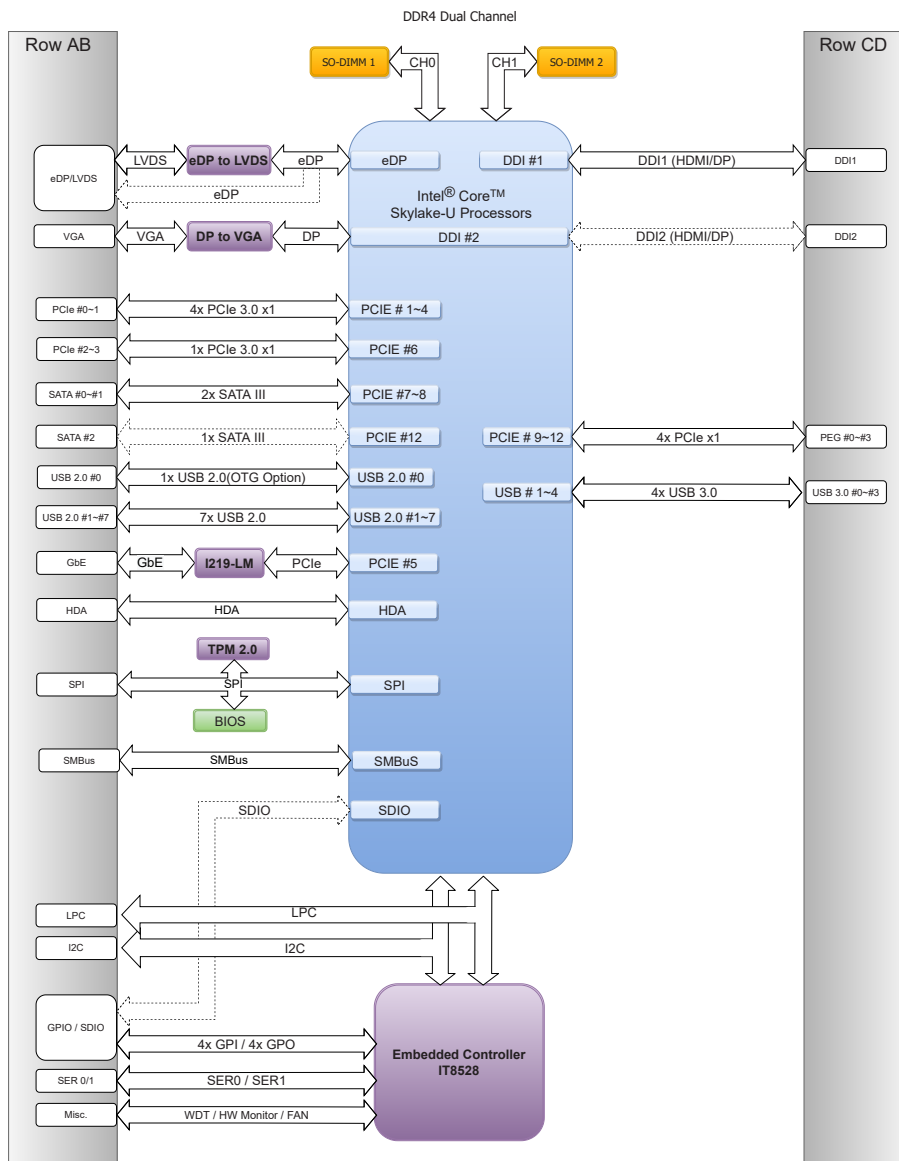 DDR4 Dual Channel
Row AB
Row CD
SO-DIMM 1
CH0
CH1
SO-DIMM 2
eDP/LVDS
LVDS
eDP to LVDS
eDP
eDP
DDI #1
DDI1 (HDMI/DP)
DDI1
eDP
Intel® Core™
Skylake-U Processors
VGA
VGA
DP to VGA
DP
DDI #2
DDI2 (HDMI/DP)
DDI2
PCIe #0~1
4x PCIe 3.0 x1
PCIE # 1~4
PCIe #2~3
1x PCIe 3.0 x1
PCIE #6
SATA #0~#1
2x SATA III
PCIE #7~8
SATA #2
1x SATA III
PCIE #12
PCIE # 9~12
4x PCIe x1
PEG #0~#3
USB 2.0 #0
1x USB 2.0(OTG Option)
USB 2.0 #0
USB # 1~4
4x USB 3.0
USB 3.0 #0~#3
USB 2.0 #1~#7
7x USB 2.0
USB 2.0 #1~7
GbE
GbE
I219-LM
PCIe
PCIE #5
HDA
HDA
HDA
TPM 2.0
SPI
SPI
SPI
BIOS
SMBus
SMBus
SMBuS
SDIO
SDIO
LPC
LPC
I2C
I2C
GPIO / SDIO
4x GPI / 4x GPO
Embedded Controller
IT8528
SER 0/1
SER0 / SER1
Misc.
WDT / HW Monitor / FAN